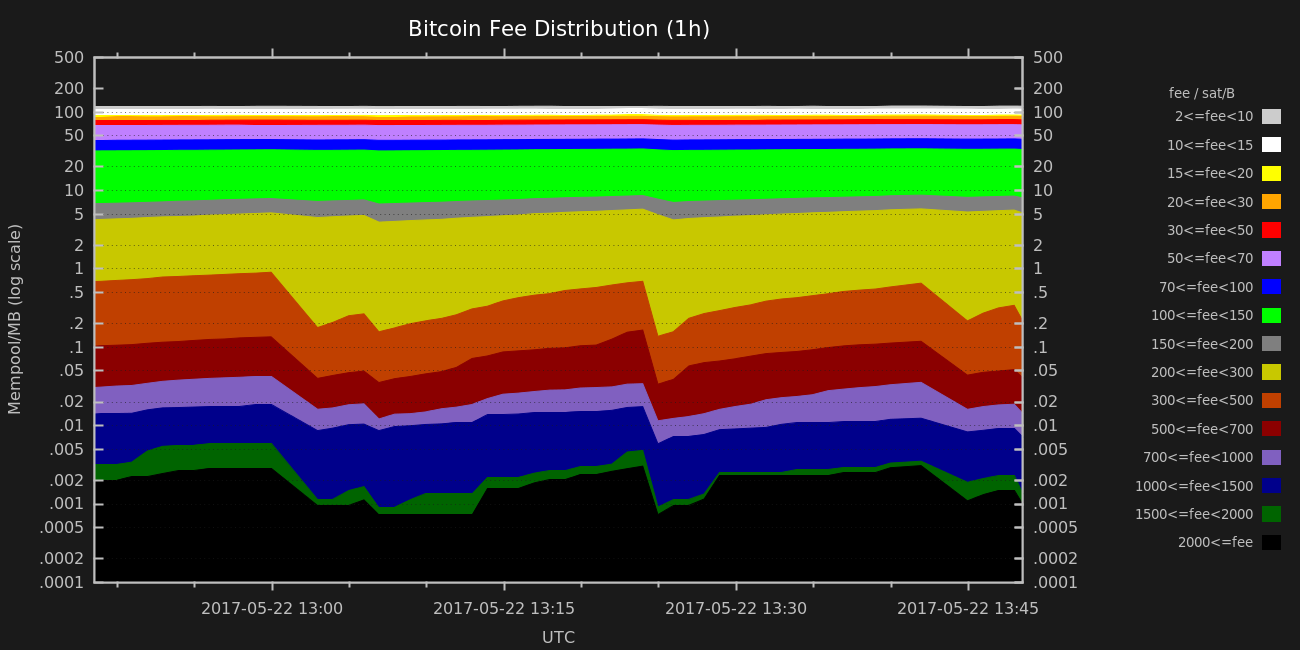 Bitcoin Fee Distribution (1h)
500
200
100
50
20
10
5
2
1
.5
.2
.1
.05
.02
.01
.005
.002
.001
.0005
.0002
.0001
Mempool/MB (log scale)
500
200
100
50
20
10
5
2
1
.5
.2
.1
.05
.02
.01
.005
.002
.001
.0005
.0002
.0001
2017-05-22 13:00 2017-05-22 13:15 2017-05-22 13:30 2017-05-22 13:45
UTC
fee / sat/B
2<=fee<10
10<=fee<15
15<=fee<20
20<=fee<30
30<=fee<50
50<=fee<70
70<=fee<100
100<=fee<150
150<=fee<200
200<=fee<300
300<=fee<500
500<=fee<700
700<=fee<1000
1000<=fee<1500
1500<=fee<2000
2000<=fee